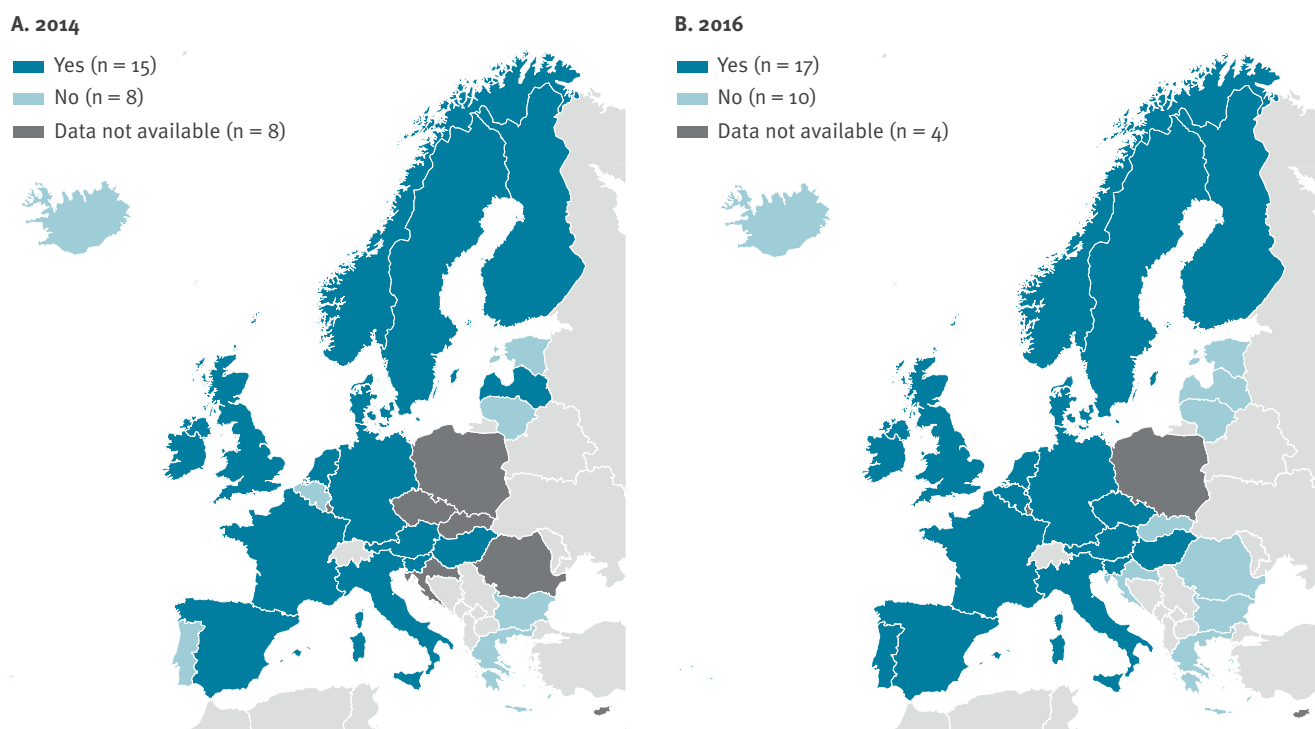 A. 2014
Yes (n = 15)
No (n = 8)
Data not available (n = 8)
B. 2016
Yes (n = 17)
No (n = 10)
Data not available (n = 4)